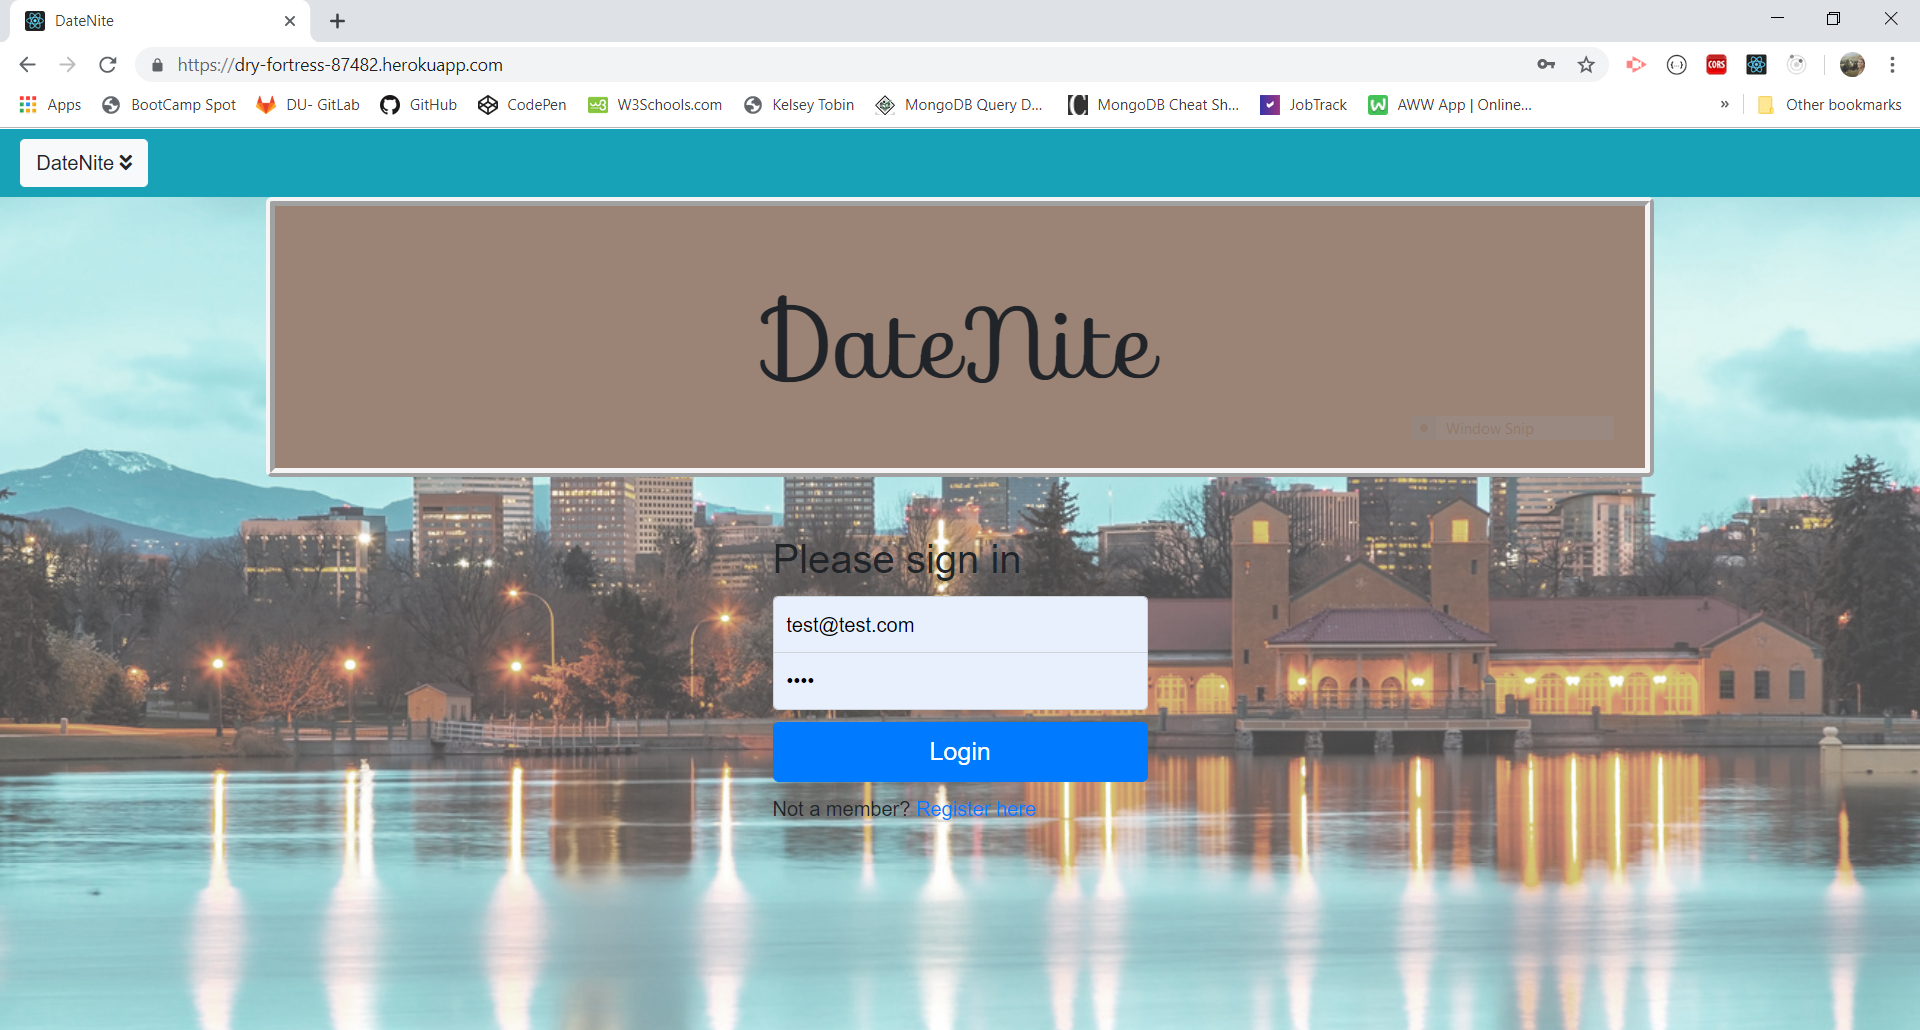 DateNite
https://dry-fortress-87482.herokuapp.com
CORS
Apps BootCamp Spot DU- GitLab GitHub CodePen W3Schools.com Kelsey Tobin MongoDB Query D... MongoDB Cheat Sh... JobTrack AWW App | Online... » Other bookmarks
DateNite
DateNite
Window Snip
Please sign in
test@test.com
••••
Login
Not a member? Register here